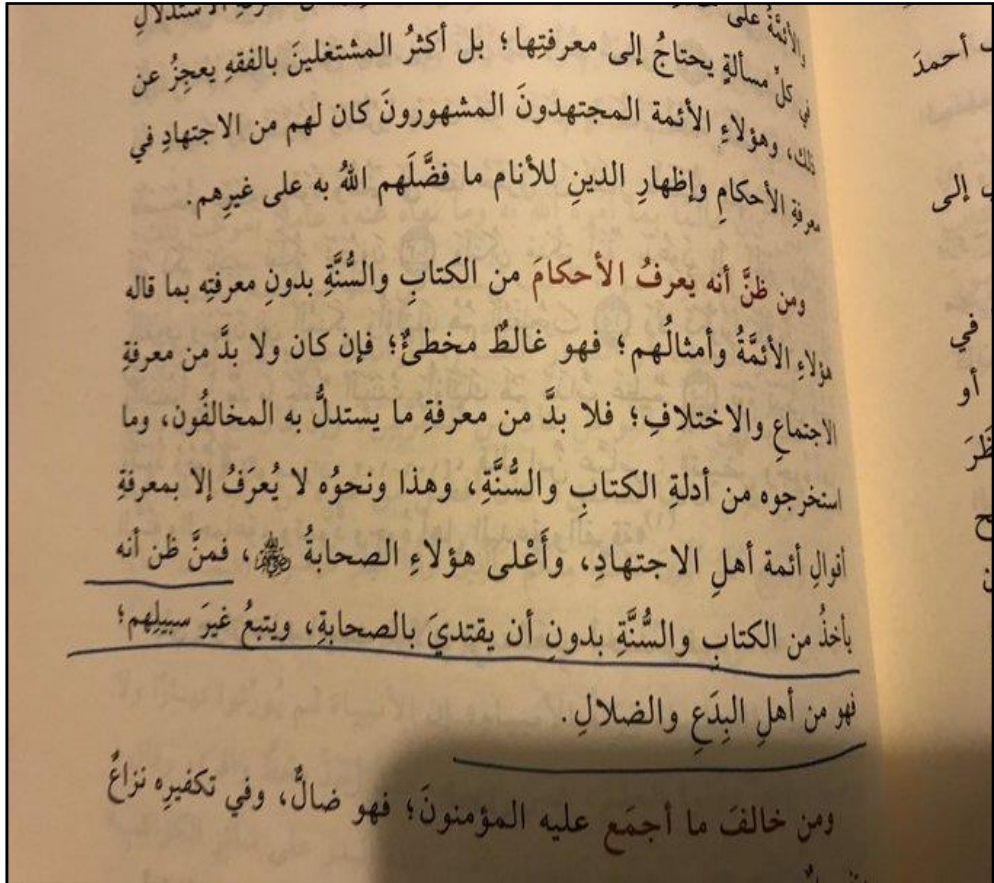 والأئمَّةُ على
الاستدلالِ
في كلِّ مسألةٍ يحتاجُ إلى معرفتِها؛ بل أكثرُ المشتغلينَ بالفقهِ يعجِزُ عن
ذلك، وهؤلاءِ الأئمة المجتهدونَ المشهورونَ كان لهم من الاجتهادِ في
معرفةِ الأحكامِ وإظهارِ الدينِ للأنام ما فضَّلَهم اللهُ به على غيرِهم.
ومن ظنَّ أنه يعرفُ الأحكامَ من الكتابِ والسُّنَّةِ بدونِ معرفتِه بما قاله
هؤلاءِ الأئمَّةُ وأمثالُهم؛ فهو غالطٌ مخطئٌ؛ فإن كان ولا بدَّ من معرفةِ
الاجتماعِ والاختلافِ؛ فلا بدَّ من معرفةِ ما يستدلُّ به المخالفُون، وما
استخرجوه من أدلةِ الكتابِ والسُّنَّةِ، وهذا ونحوُه لا يُعرَفُ إلا بمعرفةِ
أقوالِ أئمة أهلِ الاجتهادِ، وأَعْلى هؤلاءِ الصحابةُ ﵃، فمنَّ ظن أنه
يأخذُ من الكتابِ والسُّنَّةِ بدونِ أن يقتديَ بالصحابةِ، ويتبعُ غيرَ سبيلِهم؛
فهو من أهلِ البِدَعِ والضلالِ.
ومن خالفَ ما أجمَع عليه المؤمنونَ؛ فهو ضالٌّ، وفي تكفيرِه نزاعٌ
أحمدَ
إلى
في
أو